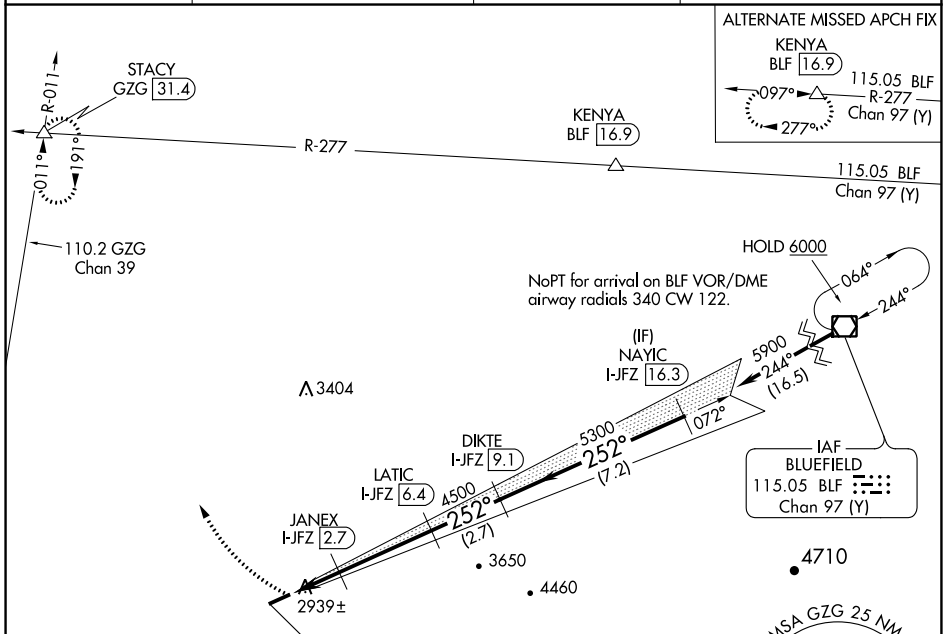 ALTERNATE MISSED APCH FIX
KENYA
BLF 16.9
097°
277°
115.05 BLF
R-277
Chan 97 (Y)
R-011
STACY
GZG 31.4
011°
191°
R-277
KENYA
BLF 16.9
115.05 BLF
Chan 97 (Y)
110.2 GZG
Chan 39
HOLD 6000
064°
244°
NoPT for arrival on BLF VOR/DME
airway radials 340 CW 122.
(IF)
NAYIC
I-JFZ 16.3
5900
244°
(16.5)
072°
3404
5300
252°
(7.2)
DIKTE
I-JFZ 9.1
LATIC
I-JFZ 6.4
4500
252°
(2.7)
JANEX
I-JFZ 2.7
IAF
BLUEFIELD
115.05 BLF
Chan 97 (Y)
3650
4460
4710
2939±
MSA GZG 25 NM